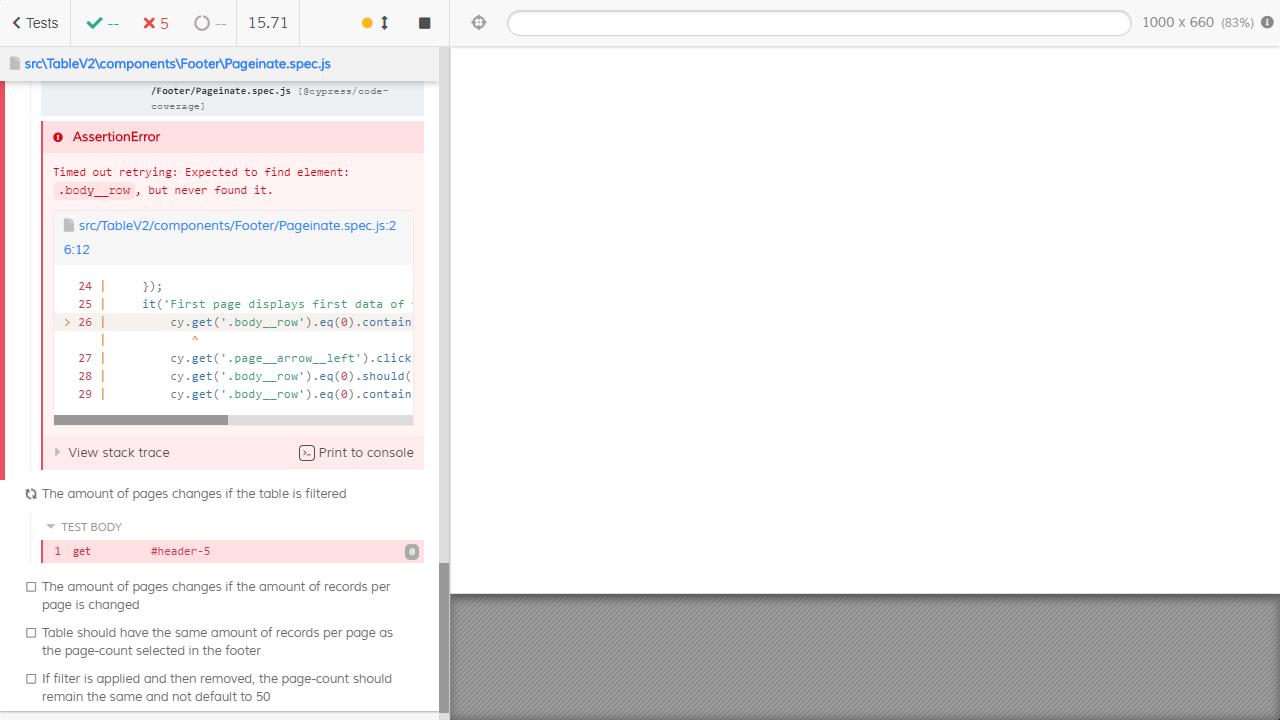 Tests -- 5 -- 15.71 1000 x 660 (83%)
src\TableV2\components\Footer\Pageinate.spec.js
/Footer/Pageinate.spec.js [@cypress/code-
coverage]
AssertionError
Timed out retrying: Expected to find element:
.body__row, but never found it.
src/TableV2/components/Footer/Pageinate.spec.js:2
6:12
24 | });
25 | it('First page displays first data of
> 26 | cy.get('.body__row').eq(0).contain
| ^
27 | cy.get('.page__arrow__left').click
28 | cy.get('.body__row').eq(0).should(
29 | cy.get('.body__row').eq(0).contain
View stack trace Print to console
The amount of pages changes if the table is filtered
TEST BODY
1 get #header-5 0
The amount of pages changes if the amount of records per
page is changed
Table should have the same amount of records per page as
the page-count selected in the footer
If filter is applied and then removed, the page-count should
remain the same and not default to 50